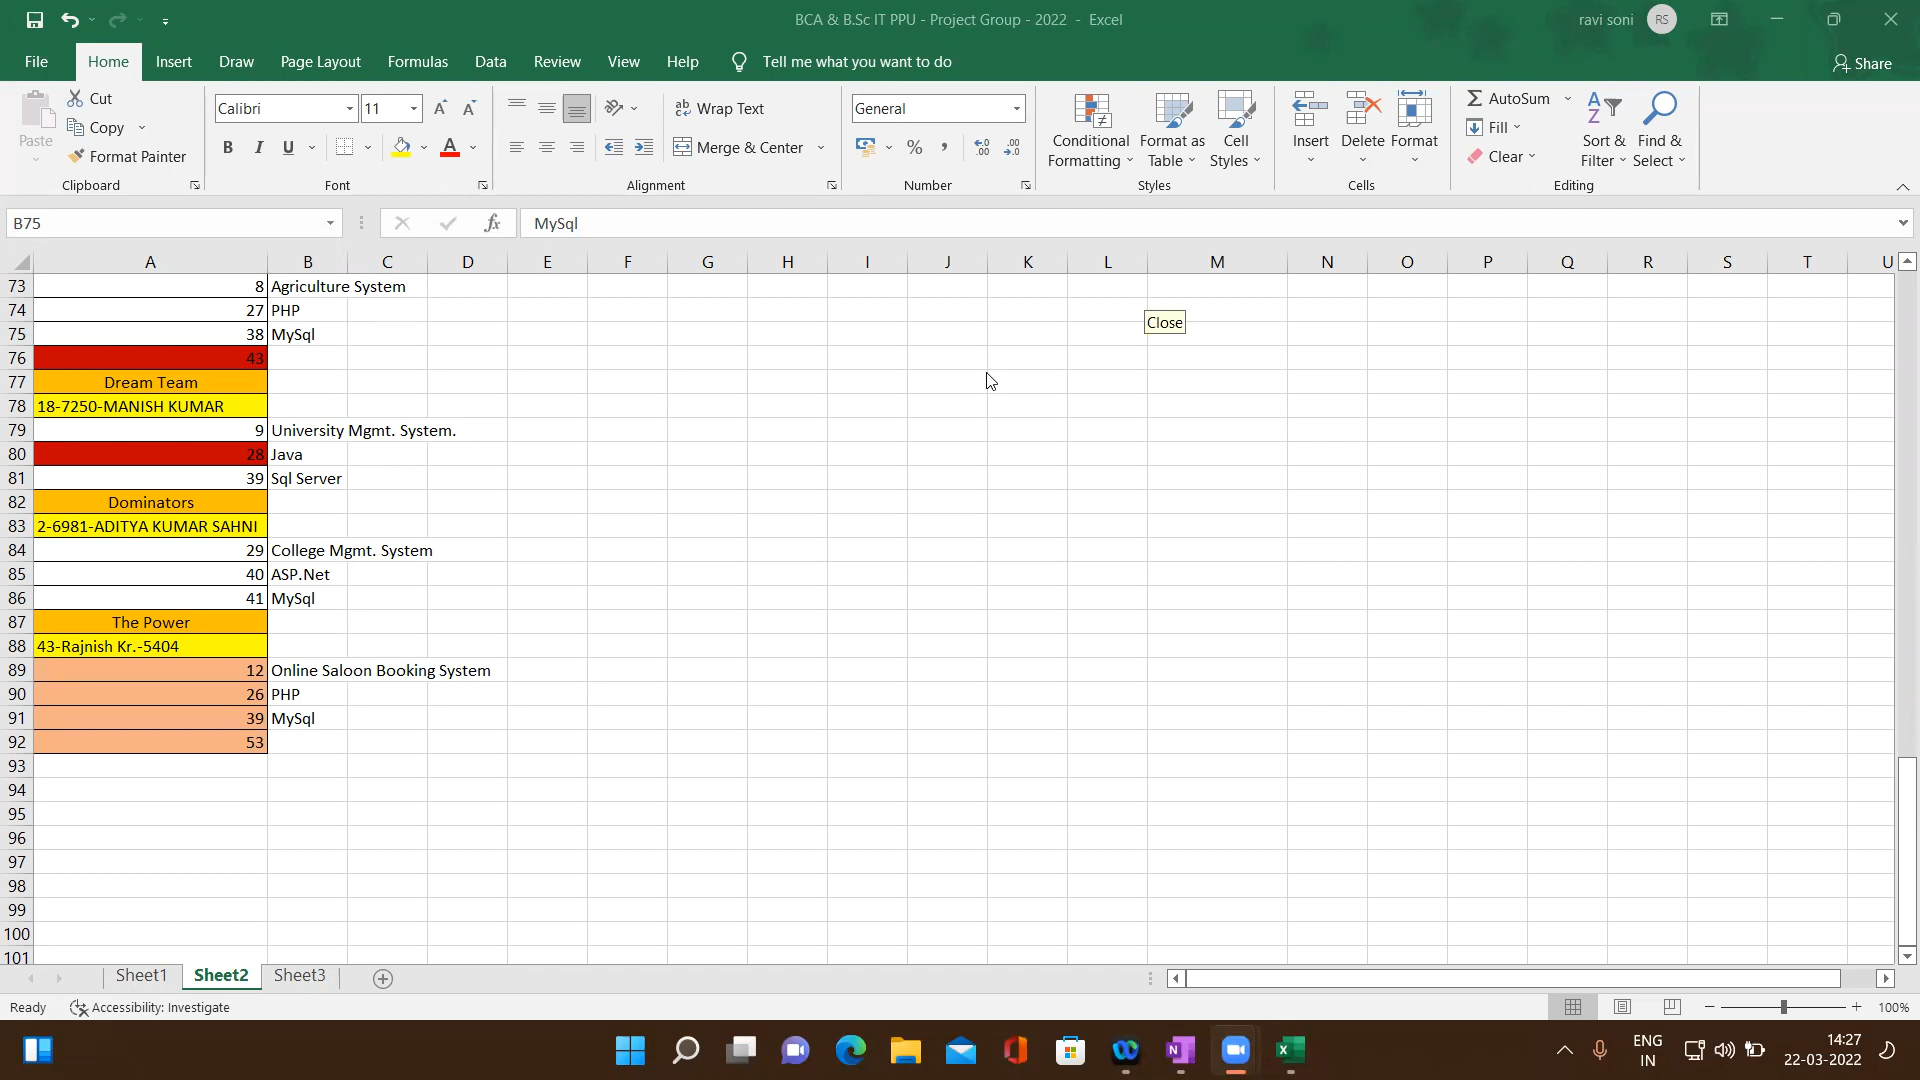 BCA & B.Sc IT PPU - Project Group - 2022 - Excel
ravi soni RS
File Home Insert Draw Page Layout Formulas Data Review View Help Tell me what you want to do Share
Paste Cut
Copy
Format Painter
Clipboard
Calibri 11
B I U A
Font
Wrap Text
Merge & Center
Alignment
General
% ,
Number
Conditional Formatting Format as Table Cell Styles
Styles
Insert Delete Format
Cells
AutoSum
Fill
Clear
Sort & Filter Find & Select
Editing
B75 fx MySql
A B C D E F G H I J K L M N O P Q R S T U
73 8 Agriculture System
74 27 PHP
Close
75 38 MySql
76 43
77 Dream Team
78 18-7250-MANISH KUMAR
79 9 University Mgmt. System.
80 28 Java
81 39 Sql Server
82 Dominators
83 2-6981-ADITYA KUMAR SAHNI
84 29 College Mgmt. System
85 40 ASP.Net
86 41 MySql
87 The Power
88 43-Rajnish Kr.-5404
89 12 Online Saloon Booking System
90 26 PHP
91 39 MySql
92 53
93
94
95
96
97
98
99
100
101
Sheet1 Sheet2 Sheet3
Ready Accessibility: Investigate 100%
ENG
IN
14:27
22-03-2022